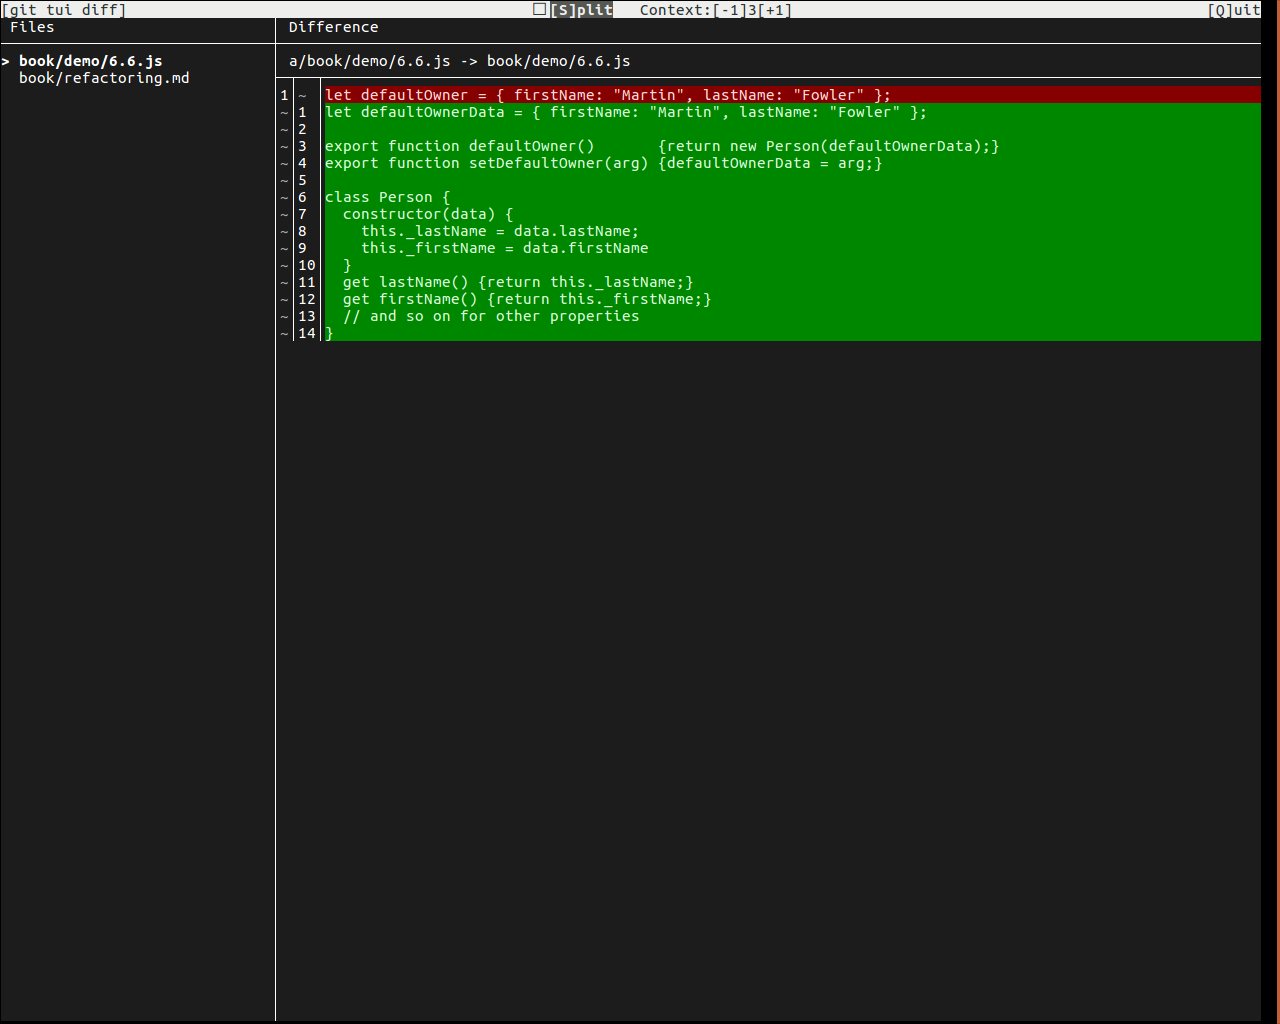 [git tui diff] ☐[S]plit Context:[-1]3[+1] [Q]uit
Files
> book/demo/6.6.js
book/refactoring.md
Difference
a/book/demo/6.6.js -> book/demo/6.6.js
1 ~ let defaultOwner = { firstName: "Martin", lastName: "Fowler" };
~ 1 let defaultOwnerData = { firstName: "Martin", lastName: "Fowler" };
~ 2
~ 3 export function defaultOwner()       {return new Person(defaultOwnerData);}
~ 4 export function setDefaultOwner(arg) {defaultOwnerData = arg;}
~ 5
~ 6 class Person {
~ 7   constructor(data) {
~ 8     this._lastName = data.lastName;
~ 9     this._firstName = data.firstName
~ 10   }
~ 11   get lastName() {return this._lastName;}
~ 12   get firstName() {return this._firstName;}
~ 13   // and so on for other properties
~ 14 }